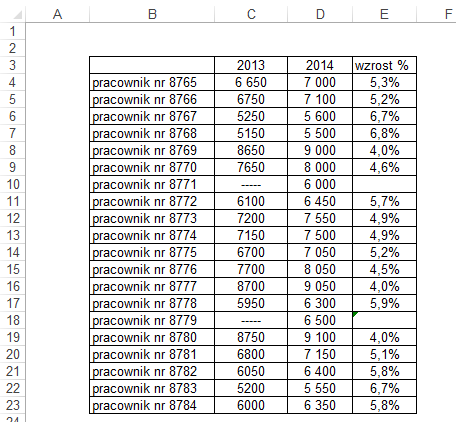 A B C D E F
1
2
3 2013 2014 wzrost %
4 pracownik nr 8765 6 650 7 000 5,3%
5 pracownik nr 8766 6750 7 100 5,2%
6 pracownik nr 8767 5250 5 600 6,7%
7 pracownik nr 8768 5150 5 500 6,8%
8 pracownik nr 8769 8650 9 000 4,0%
9 pracownik nr 8770 7650 8 000 4,6%
10 pracownik nr 8771 ----- 6 000
11 pracownik nr 8772 6100 6 450 5,7%
12 pracownik nr 8773 7200 7 550 4,9%
13 pracownik nr 8774 7150 7 500 4,9%
14 pracownik nr 8775 6700 7 050 5,2%
15 pracownik nr 8776 7700 8 050 4,5%
16 pracownik nr 8777 8700 9 050 4,0%
17 pracownik nr 8778 5950 6 300 5,9%
18 pracownik nr 8779 ----- 6 500
19 pracownik nr 8780 8750 9 100 4,0%
20 pracownik nr 8781 6800 7 150 5,1%
21 pracownik nr 8782 6050 6 400 5,8%
22 pracownik nr 8783 5200 5 550 6,7%
23 pracownik nr 8784 6000 6 350 5,8%
24